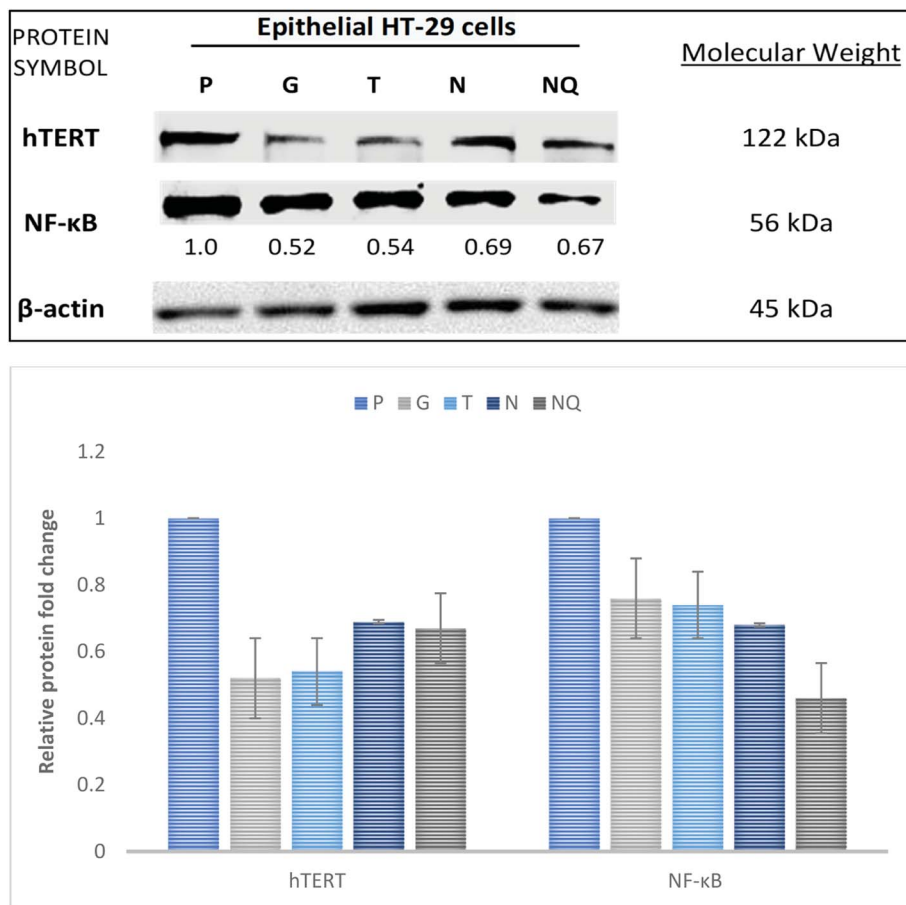 PROTEIN SYMBOL
Epithelial HT-29 cells
Molecular Weight
P G T N NQ
hTERT 122 kDa
NF-κB 56 kDa
1.0 0.52 0.54 0.69 0.67
β-actin 45 kDa
P G T N NQ
Relative protein fold change
1.2
1
0.8
0.6
0.4
0.2
0
hTERT NF-κB